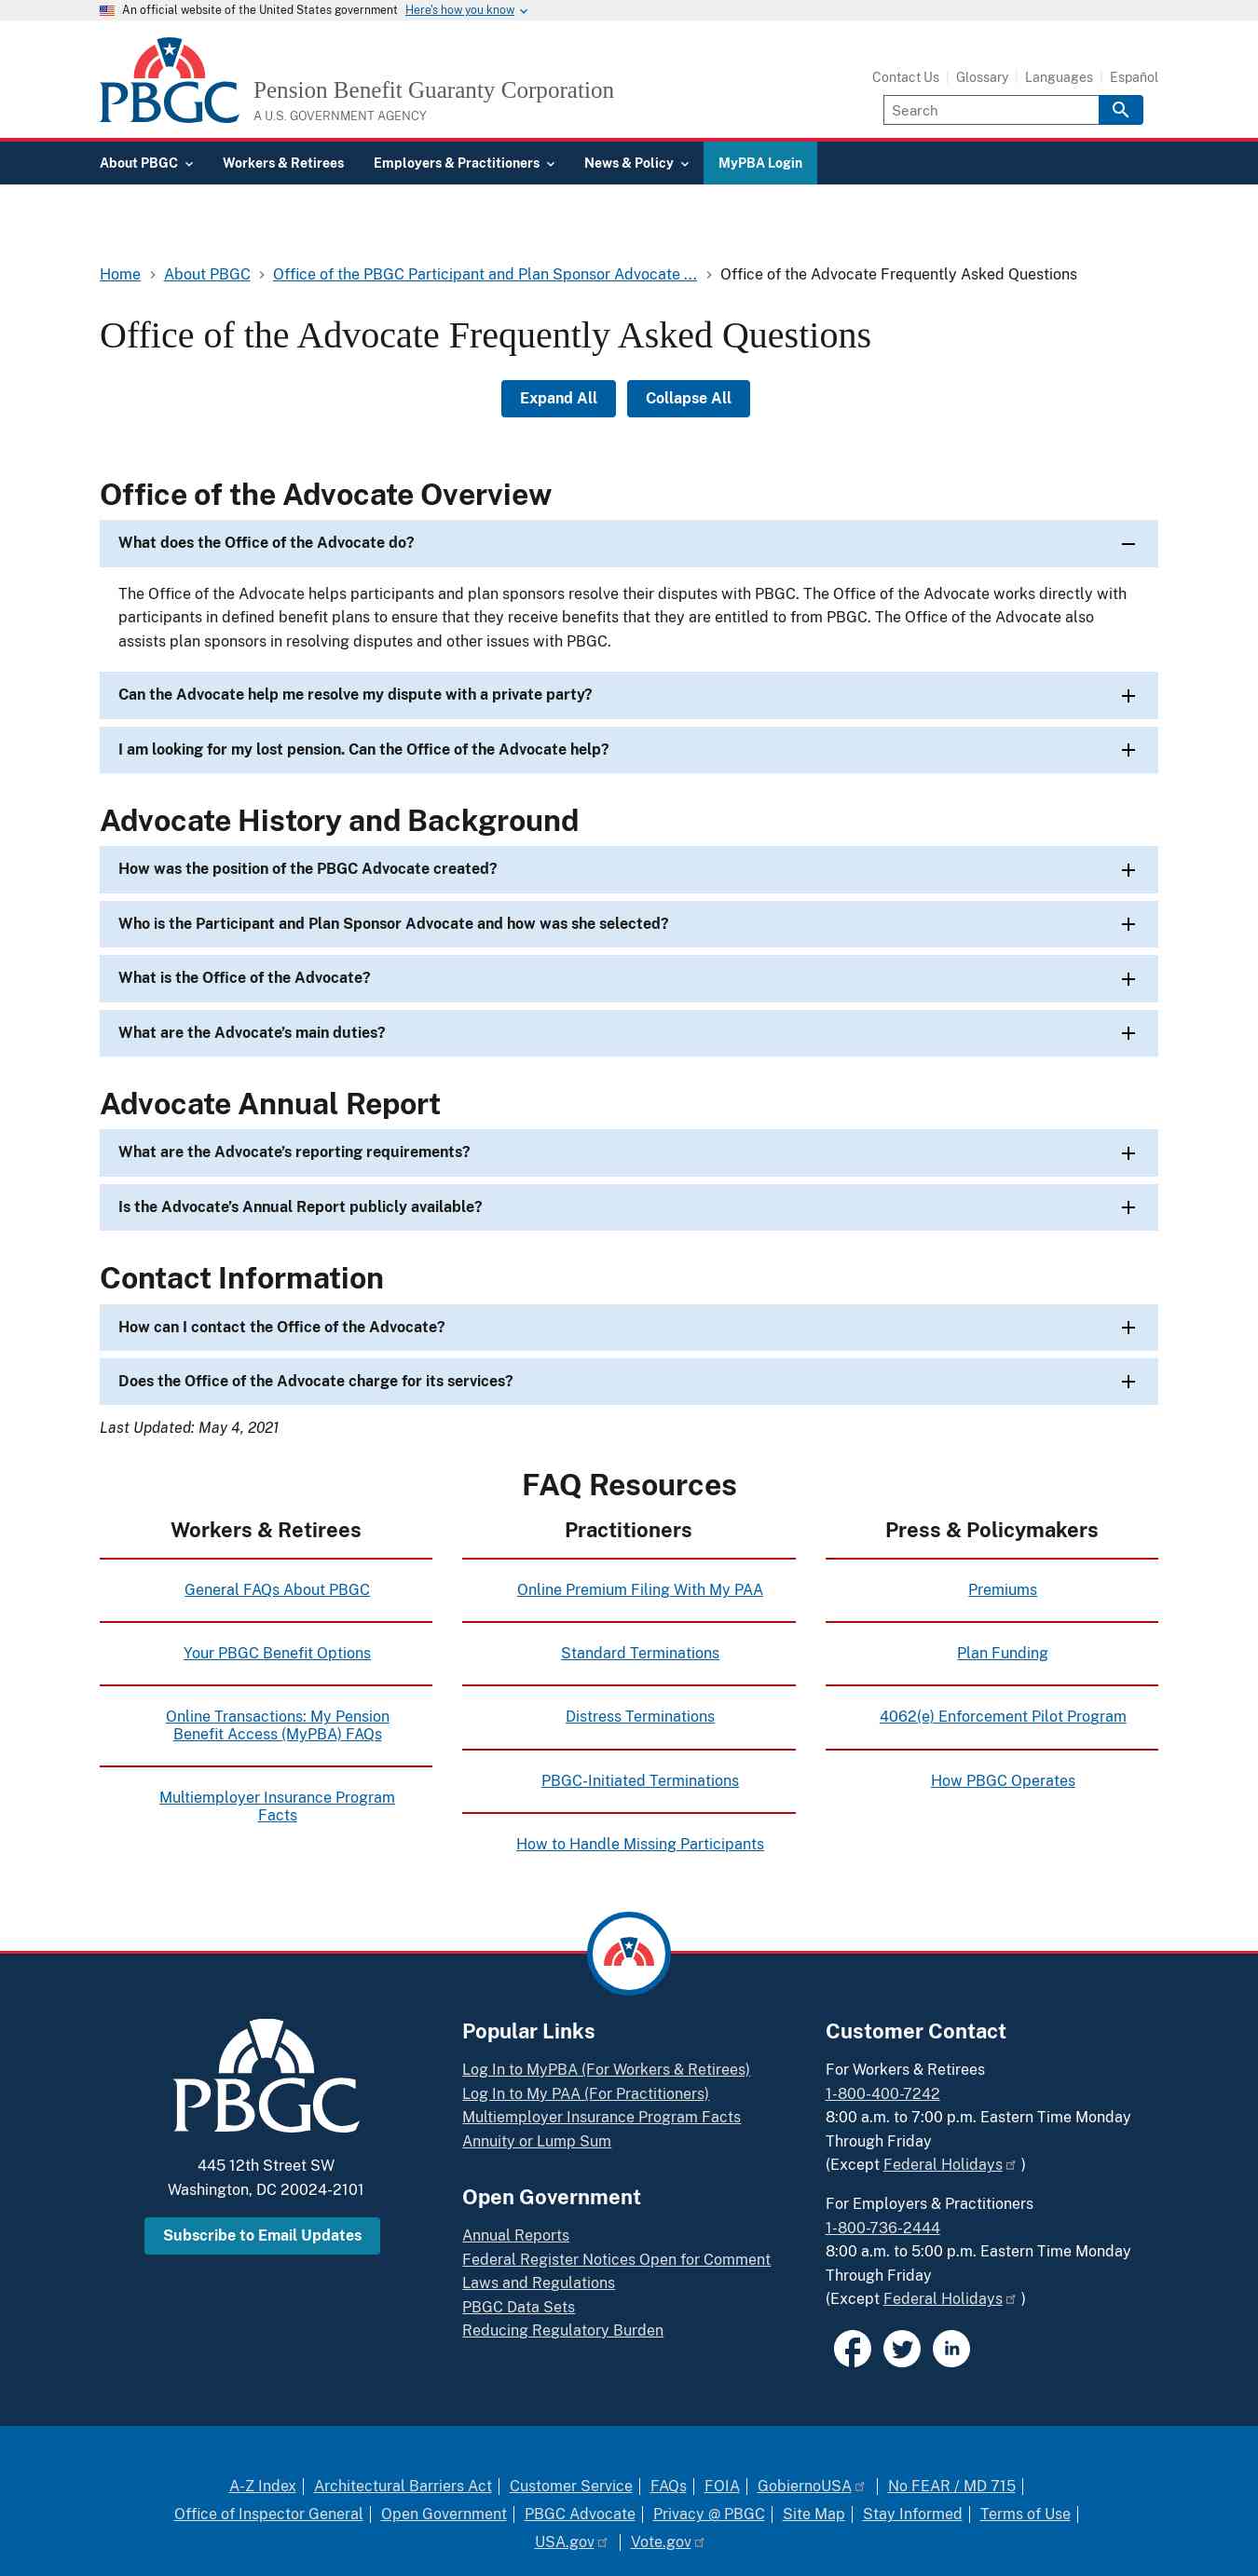 An official website of the United States government Here's how you know
PBGC
Pension Benefit Guaranty Corporation
A U.S. GOVERNMENT AGENCY
Contact Us Glossary Languages Español
Search
About PBGC Workers & Retirees Employers & Practitioners News & Policy MyPBA Login
Home About PBGC Office of the PBGC Participant and Plan Sponsor Advocate ... Office of the Advocate Frequently Asked Questions
Office of the Advocate Frequently Asked Questions
Expand All Collapse All
Office of the Advocate Overview
What does the Office of the Advocate do?
The Office of the Advocate helps participants and plan sponsors resolve their disputes with PBGC. The Office of the Advocate works directly with
participants in defined benefit plans to ensure that they receive benefits that they are entitled to from PBGC. The Office of the Advocate also
assists plan sponsors in resolving disputes and other issues with PBGC.
Can the Advocate help me resolve my dispute with a private party?
I am looking for my lost pension. Can the Office of the Advocate help?
Advocate History and Background
How was the position of the PBGC Advocate created?
Who is the Participant and Plan Sponsor Advocate and how was she selected?
What is the Office of the Advocate?
What are the Advocate's main duties?
Advocate Annual Report
What are the Advocate's reporting requirements?
Is the Advocate's Annual Report publicly available?
Contact Information
How can I contact the Office of the Advocate?
Does the Office of the Advocate charge for its services?
Last Updated: May 4, 2021
FAQ Resources
Workers & Retirees
General FAQs About PBGC
Your PBGC Benefit Options
Online Transactions: My Pension
Benefit Access (MyPBA) FAQs
Multiemployer Insurance Program
Facts
Practitioners
Online Premium Filing With My PAA
Standard Terminations
Distress Terminations
PBGC-Initiated Terminations
How to Handle Missing Participants
Press & Policymakers
Premiums
Plan Funding
4062(e) Enforcement Pilot Program
How PBGC Operates
PBGC
445 12th Street SW
Washington, DC 20024-2101
Subscribe to Email Updates
Popular Links
Log In to MyPBA (For Workers & Retirees)
Log In to My PAA (For Practitioners)
Multiemployer Insurance Program Facts
Annuity or Lump Sum
Open Government
Annual Reports
Federal Register Notices Open for Comment
Laws and Regulations
PBGC Data Sets
Reducing Regulatory Burden
Customer Contact
For Workers & Retirees
1-800-400-7242
8:00 a.m. to 7:00 p.m. Eastern Time Monday
Through Friday
(Except Federal Holidays )
For Employers & Practitioners
1-800-736-2444
8:00 a.m. to 5:00 p.m. Eastern Time Monday
Through Friday
(Except Federal Holidays )
in
A-Z Index Architectural Barriers Act Customer Service FAQs FOIA GobiernoUSA No FEAR / MD 715
Office of Inspector General Open Government PBGC Advocate Privacy @ PBGC Site Map Stay Informed Terms of Use
USA.gov Vote.gov